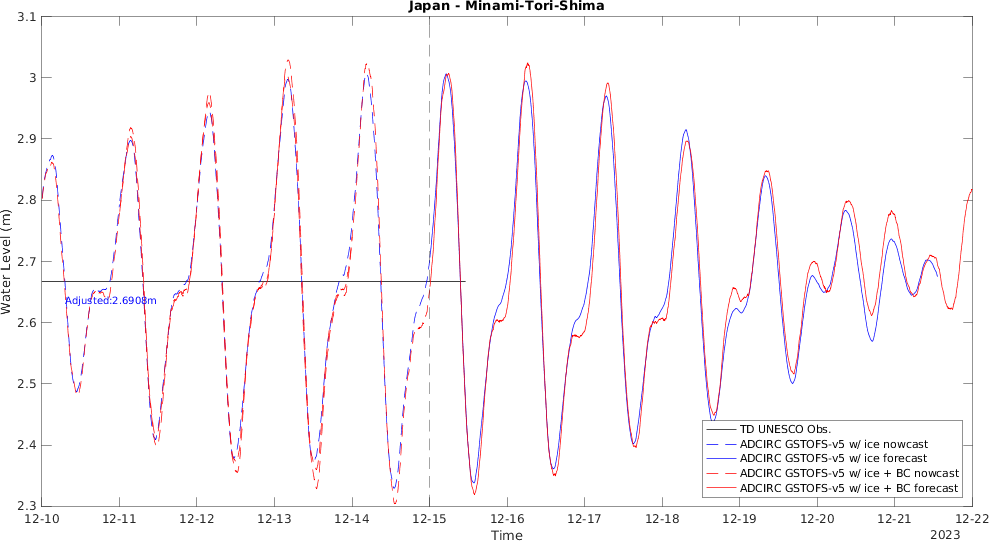 Japan - Minami-Tori-Shima
3.1
3
2.9
2.8
2.7
2.6
2.5
2.4
2.3
Water Level (m)
Adjusted:2.6908m
TD UNESCO Obs.
ADCIRC GSTOFS-v5 w/ ice nowcast
ADCIRC GSTOFS-v5 w/ ice forecast
ADCIRC GSTOFS-v5 w/ ice + BC nowcast
ADCIRC GSTOFS-v5 w/ ice + BC forecast
12-10 12-11 12-12 12-13 12-14 12-15 12-16 12-17 12-18 12-19 12-20 12-21 12-22
Time
2023